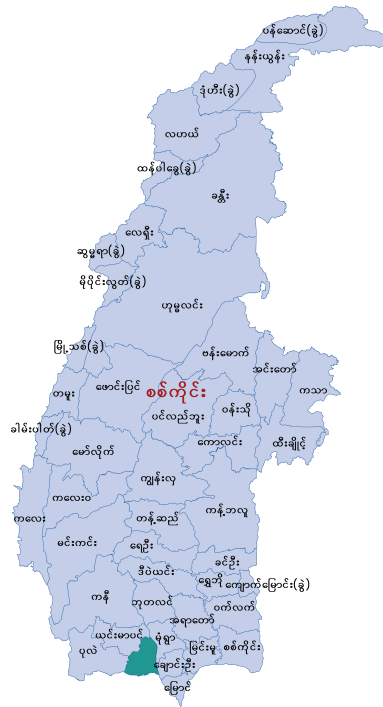 ပန်ဆောင်(ခွဲ)
နန်းယွန်း
ဒုံဟီး(ခွဲ)
လဟယ်
ထန်ပါခွေ(ခွဲ)
ခန္တီး
လေရှီး
ဆွမ္မရာ(ခွဲ)
မိုပိုင်းလွတ်(ခွဲ)
ဟုမ္မလင်း
မြို့သစ်(ခွဲ)
ဗန်းမောက်
အင်းတော်
ကသာ
ဖောင်းပြင်
စစ်ကိုင်း
တမူး
ပင်လည်ဘူး
ဝန်းသို
ခါမ်းပါတ်(ခွဲ)
မော်လိုက်
ကောလင်း
ထီးချိုင့်
ကျွန်းလှ
ကလေးဝ
ကန့်ဘလူ
ကလေး
တန့်ဆည်
မင်းကင်း
ရေဦး
ခင်ဦး
ဒီပဲယင်း
ရွှေဘို
ကျောက်မြောင်း(ခွဲ)
ကနီ
ဘုတလင်
ဝက်လက်
အရာတော်
ယင်းမာပင်
မုံရွာ
ပုလဲ
မြင်းမူ
စစ်ကိုင်း
ချောင်းဦး
မြောင်